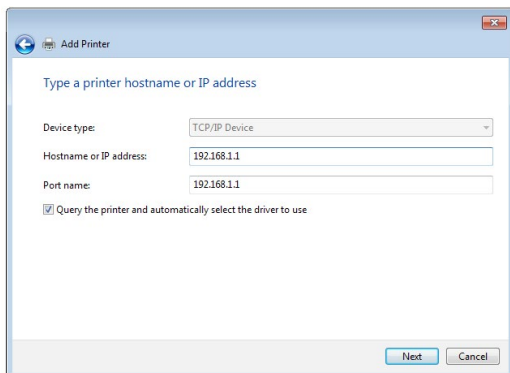 Add Printer
Type a printer hostname or IP address
Device type: TCP/IP Device
Hostname or IP address: 192.168.1.1
Port name: 192.168.1.1
Query the printer and automatically select the driver to use
Next Cancel